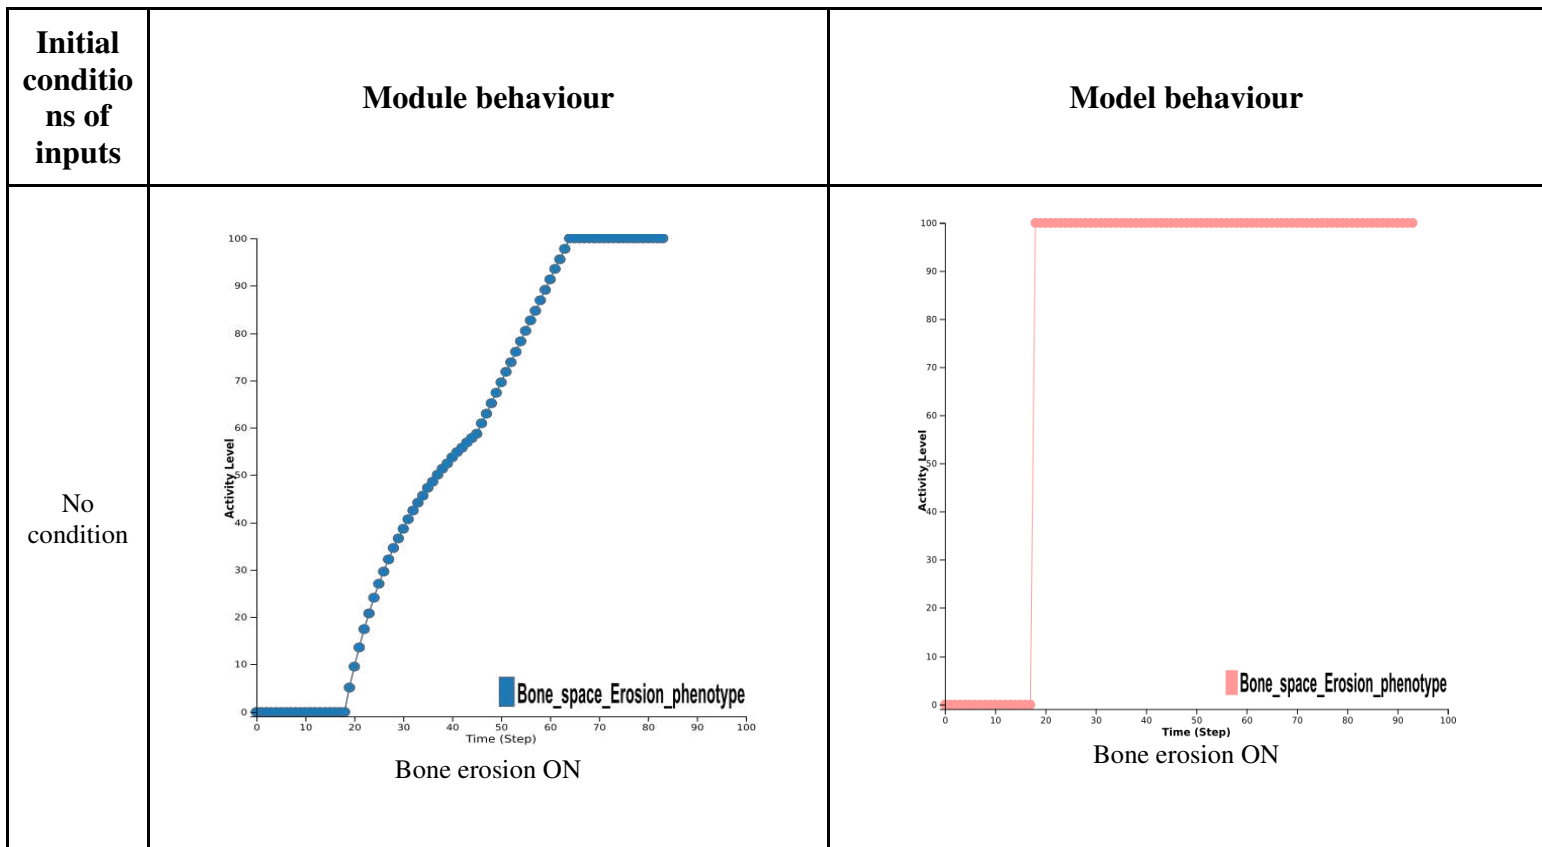 Initial
conditio
ns of
inputs
Module behaviour
Model behaviour
No
condition
100
90
80
70
60
50
40
30
20
10
0
Activity Level
0 10 20 30 40 50 60 70 80 90 100
Time (Step)
Bone_space_Erosion_phenotype
Bone erosion ON
100
90
80
70
60
50
40
30
20
10
0
Activity Level
0 10 20 30 40 50 60 70 80 90 100
Time (Step)
Bone_space_Erosion_phenotype
Bone erosion ON